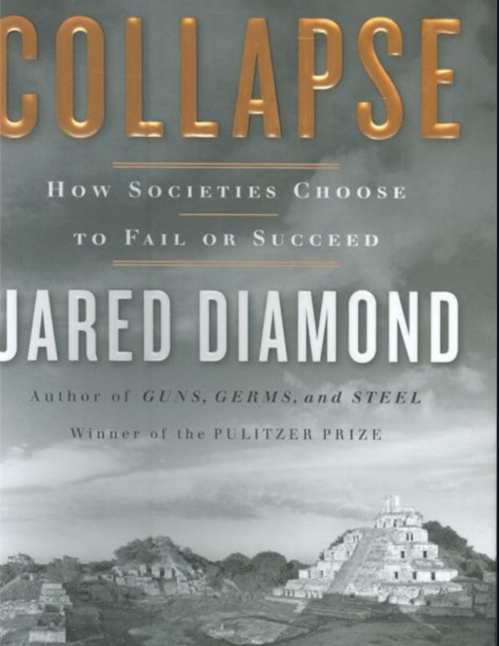 COLLAPSE
HOW SOCIETIES CHOOSE
TO FAIL OR SUCCEED
JARED DIAMOND
Author of GUNS, GERMS, and STEEL
Winner of the PULITZER PRIZE